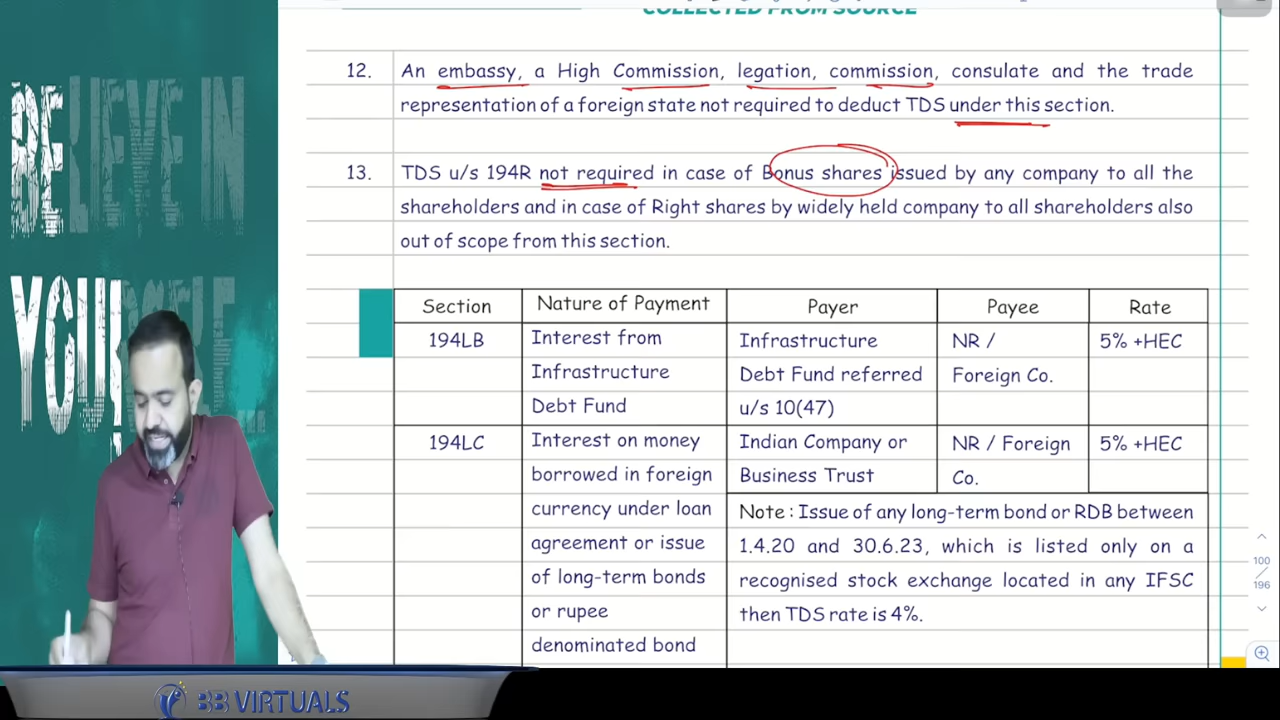 COLLECTED FROM SOURCE
12. An embassy, a High Commission, legation, commission, consulate and the trade
representation of a foreign state not required to deduct TDS under this section.
13. TDS u/s 194R not required in case of Bonus shares issued by any company to all the
shareholders and in case of Right shares by widely held company to all shareholders also
out of scope from this section.
Section Nature of Payment Payer Payee Rate
194LB Interest from Infrastructure NR / 5% +HEC
Infrastructure Debt Fund referred Foreign Co.
Debt Fund u/s 10(47)
194LC Interest on money Indian Company or NR / Foreign 5% +HEC
borrowed in foreign Business Trust Co.
currency under loan Note : Issue of any long-term bond or RDB between
agreement or issue 1.4.20 and 30.6.23, which is listed only on a
of long-term bonds recognised stock exchange located in any IFSC
or rupee then TDS rate is 4%.
denominated bond
100
196
BELIEVE IN
YOURSELF...
BB VIRTUALS